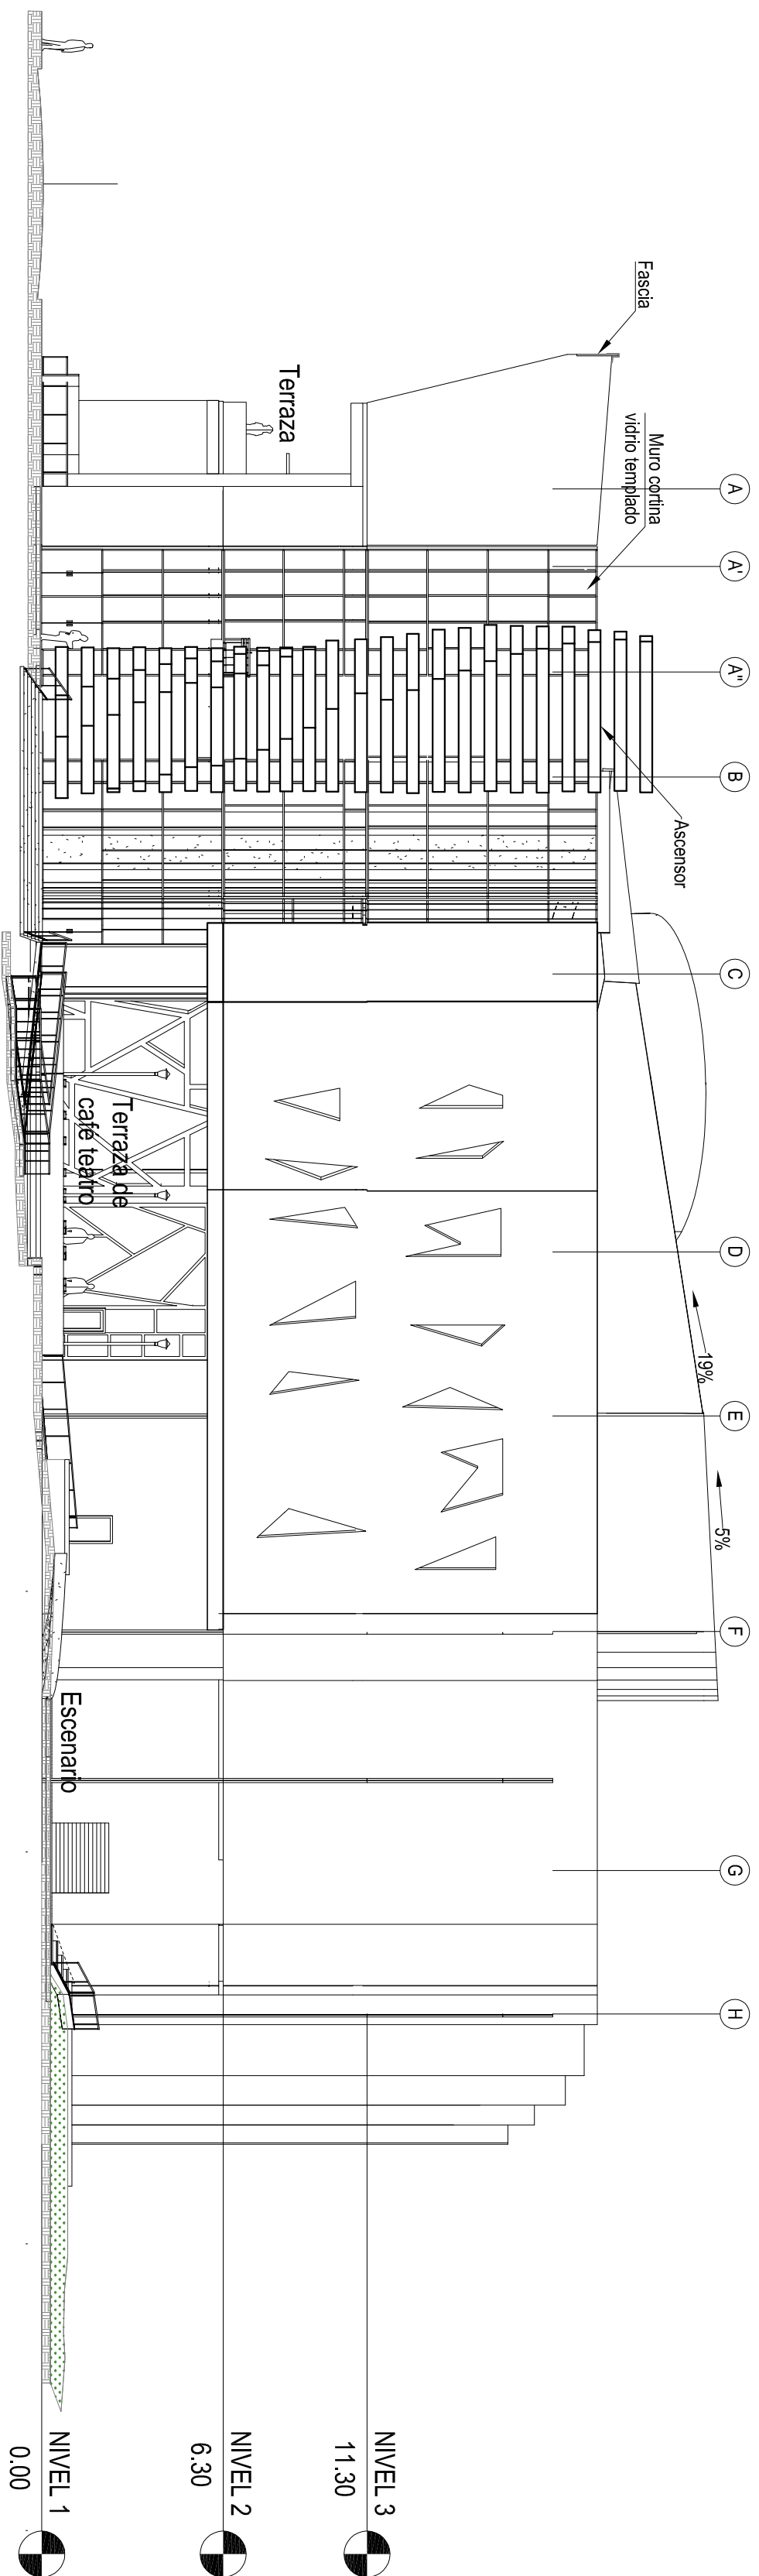 A
A'
A"
B
C
D
E
F
G
H
Fascia
Muro cortina
vidrio templado
Ascensor
19%
5%
Terraza
Terraza de
café teatro
Escenario
NIVEL 3
11.30
NIVEL 2
6.30
NIVEL 1
0.00